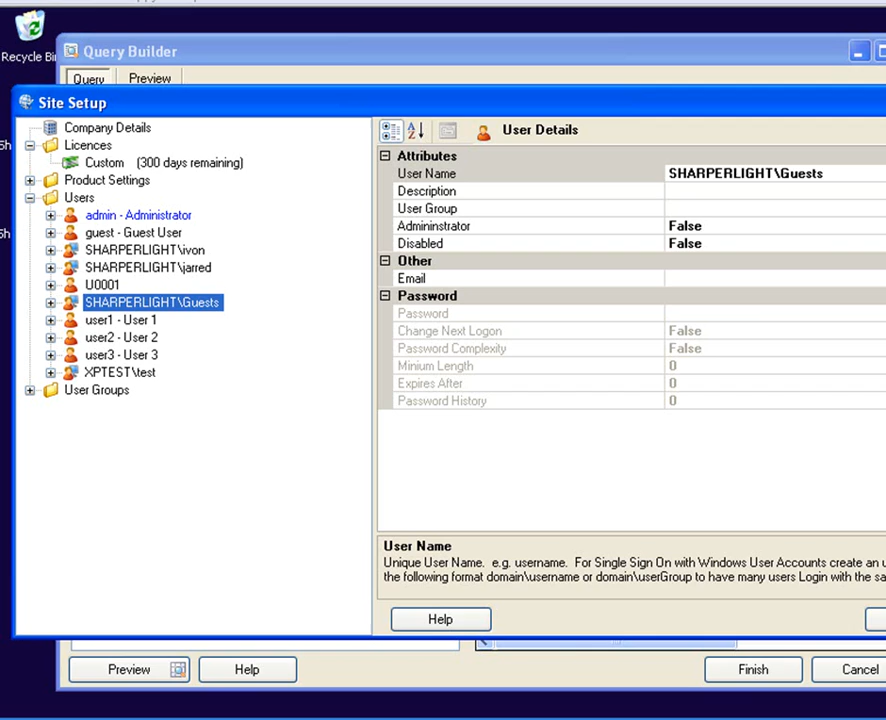 Recycle Bin
Query Builder
Query
Preview
Site Setup
Company Details
Licences
Custom (300 days remaining)
Product Settings
Users
admin - Administrator
guest - Guest User
SHARPERLIGHT\ivon
SHARPERLIGHT\jarred
U0001
SHARPERLIGHT\Guests
user1 - User 1
user2 - User 2
user3 - User 3
XPTEST\test
User Groups
User Details
Attributes
User Name SHARPERLIGHT\Guests
Description
User Group
Admininstrator False
Disabled False
Other
Email
Password
Password
Change Next Logon False
Password Complexity False
Minium Length 0
Expires After 0
Password History 0
User Name
Unique User Name. e.g. username. For Single Sign On with Windows User Accounts create an
the following format domain\username or domain\userGroup to have many users Login with the
Help
Preview
Help
Finish
Cancel
5h
5h